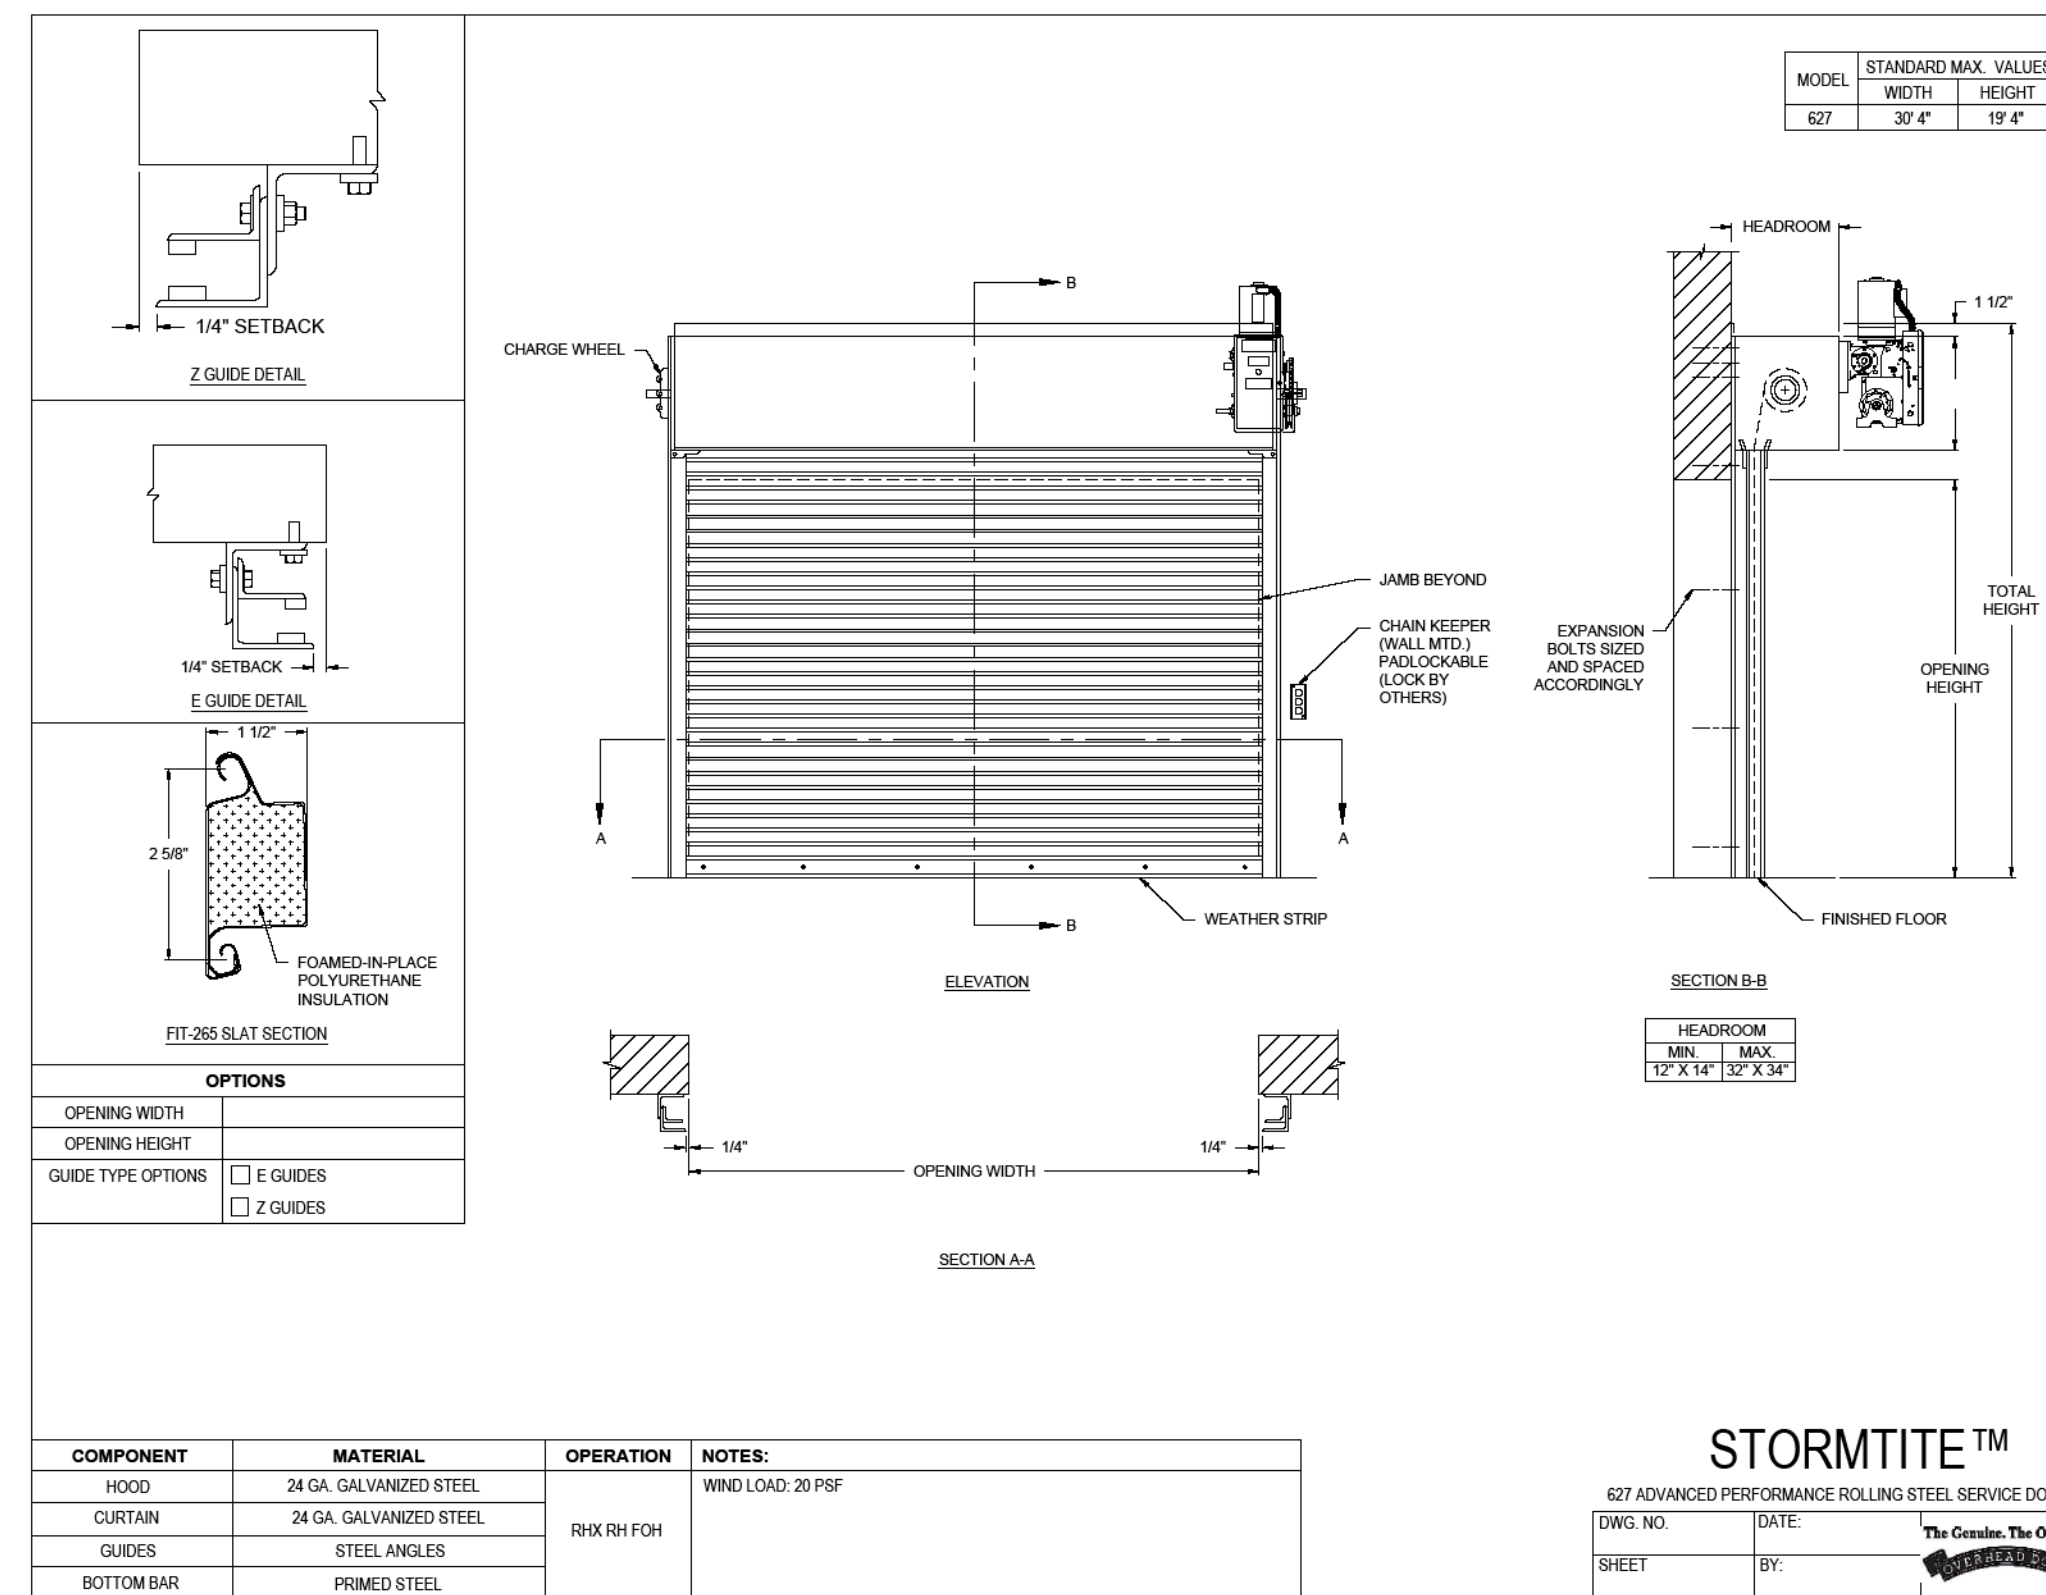 MODEL
STANDARD MAX. VALUES
WIDTH
HEIGHT
627
30' 4"
19' 4"
1/4" SETBACK
Z GUIDE DETAIL
1/4" SETBACK
E GUIDE DETAIL
1 1/2"
2 5/8"
FOAMED-IN-PLACE
POLYURETHANE
INSULATION
FIT-265 SLAT SECTION
OPTIONS
OPENING WIDTH
OPENING HEIGHT
GUIDE TYPE OPTIONS
E GUIDES
Z GUIDES
B
CHARGE WHEEL
JAMB BEYOND
CHAIN KEEPER
(WALL MTD.)
PADLOCKABLE
(LOCK BY
OTHERS)
A
A
B
WEATHER STRIP
ELEVATION
HEADROOM
1 1/2"
TOTAL
HEIGHT
EXPANSION
BOLTS SIZED
AND SPACED
ACCORDINGLY
OPENING
HEIGHT
FINISHED FLOOR
SECTION B-B
HEADROOM
MIN.
MAX.
12" X 14"
32" X 34"
1/4"
1/4"
OPENING WIDTH
SECTION A-A
COMPONENT
MATERIAL
OPERATION
NOTES:
HOOD
24 GA. GALVANIZED STEEL
WIND LOAD: 20 PSF
CURTAIN
24 GA. GALVANIZED STEEL
RHX RH FOH
GUIDES
STEEL ANGLES
BOTTOM BAR
PRIMED STEEL
STORMTITE™
627 ADVANCED PERFORMANCE ROLLING STEEL SERVICE DO
DWG. NO.
DATE:
The Genuine. The O
SHEET
BY:
OVERHEAD DO